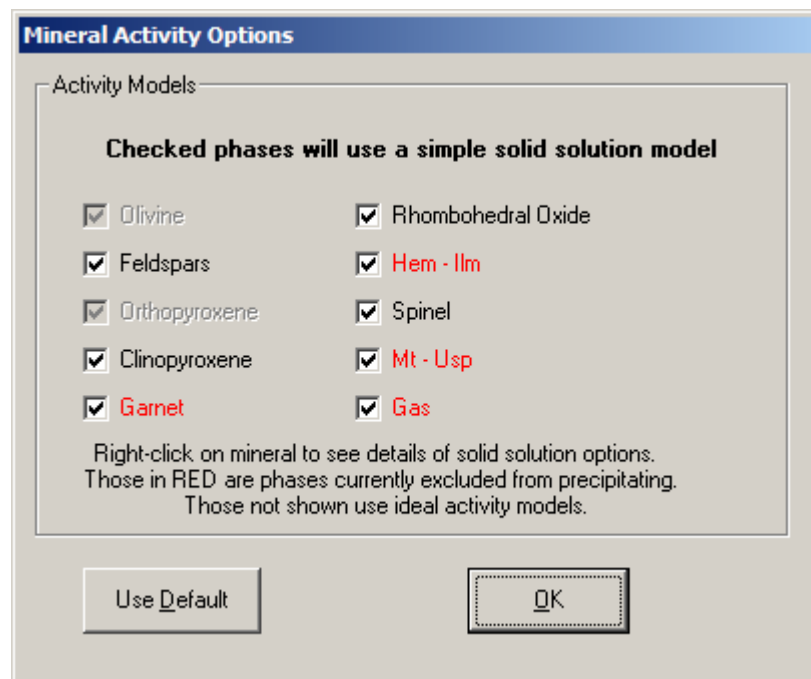 Mineral Activity Options
Activity Models
Checked phases will use a simple solid solution model
Olivine
Rhombohedral Oxide
Feldspars
Hem - Ilm
Orthopyroxene
Spinel
Clinopyroxene
Mt - Usp
Garnet
Gas
Right-click on mineral to see details of solid solution options.
Those in RED are phases currently excluded from precipitating.
Those not shown use ideal activity models.
Use Default
OK